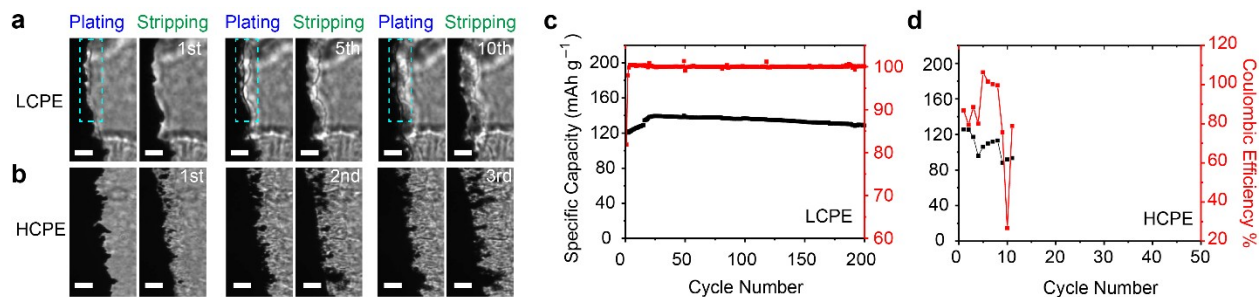 a Plating Stripping Plating Stripping Plating Stripping
1st 5th 10th
LCPE
b
1st 2nd 3rd
HCPE
c
Specific Capacity (mAh g⁻¹)
200
160
120
80
40
0
100
90
80
70
60
LCPE
0 50 100 150 200
Cycle Number
d
200
160
120
80
40
0
120
100
80
60
40
20
Coulombic Efficiency %
HCPE
0 10 20 30 40 50
Cycle Number